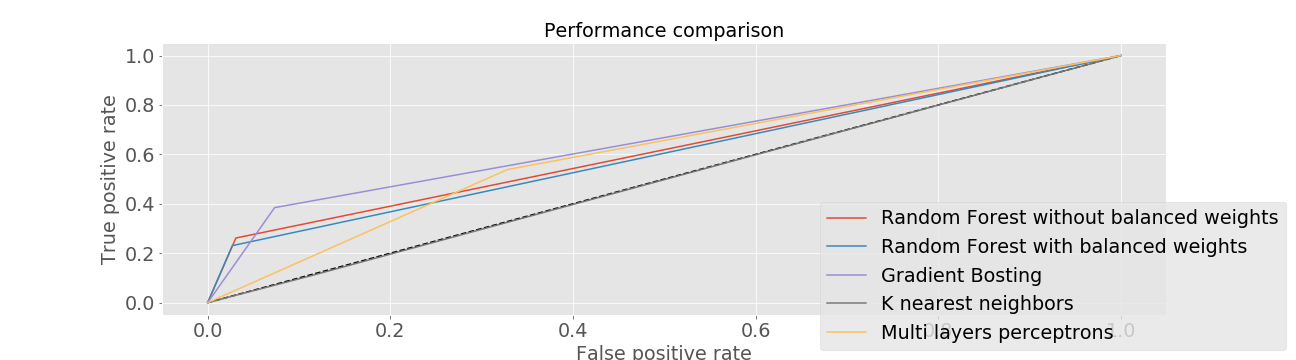 Performance comparison
True positive rate
1.0
0.8
0.6
0.4
0.2
0.0
0.0 0.2 0.4 0.6 0.8 1.0
False positive rate
Random Forest without balanced weights
Random Forest with balanced weights
Gradient Bosting
K nearest neighbors
Multi layers perceptrons